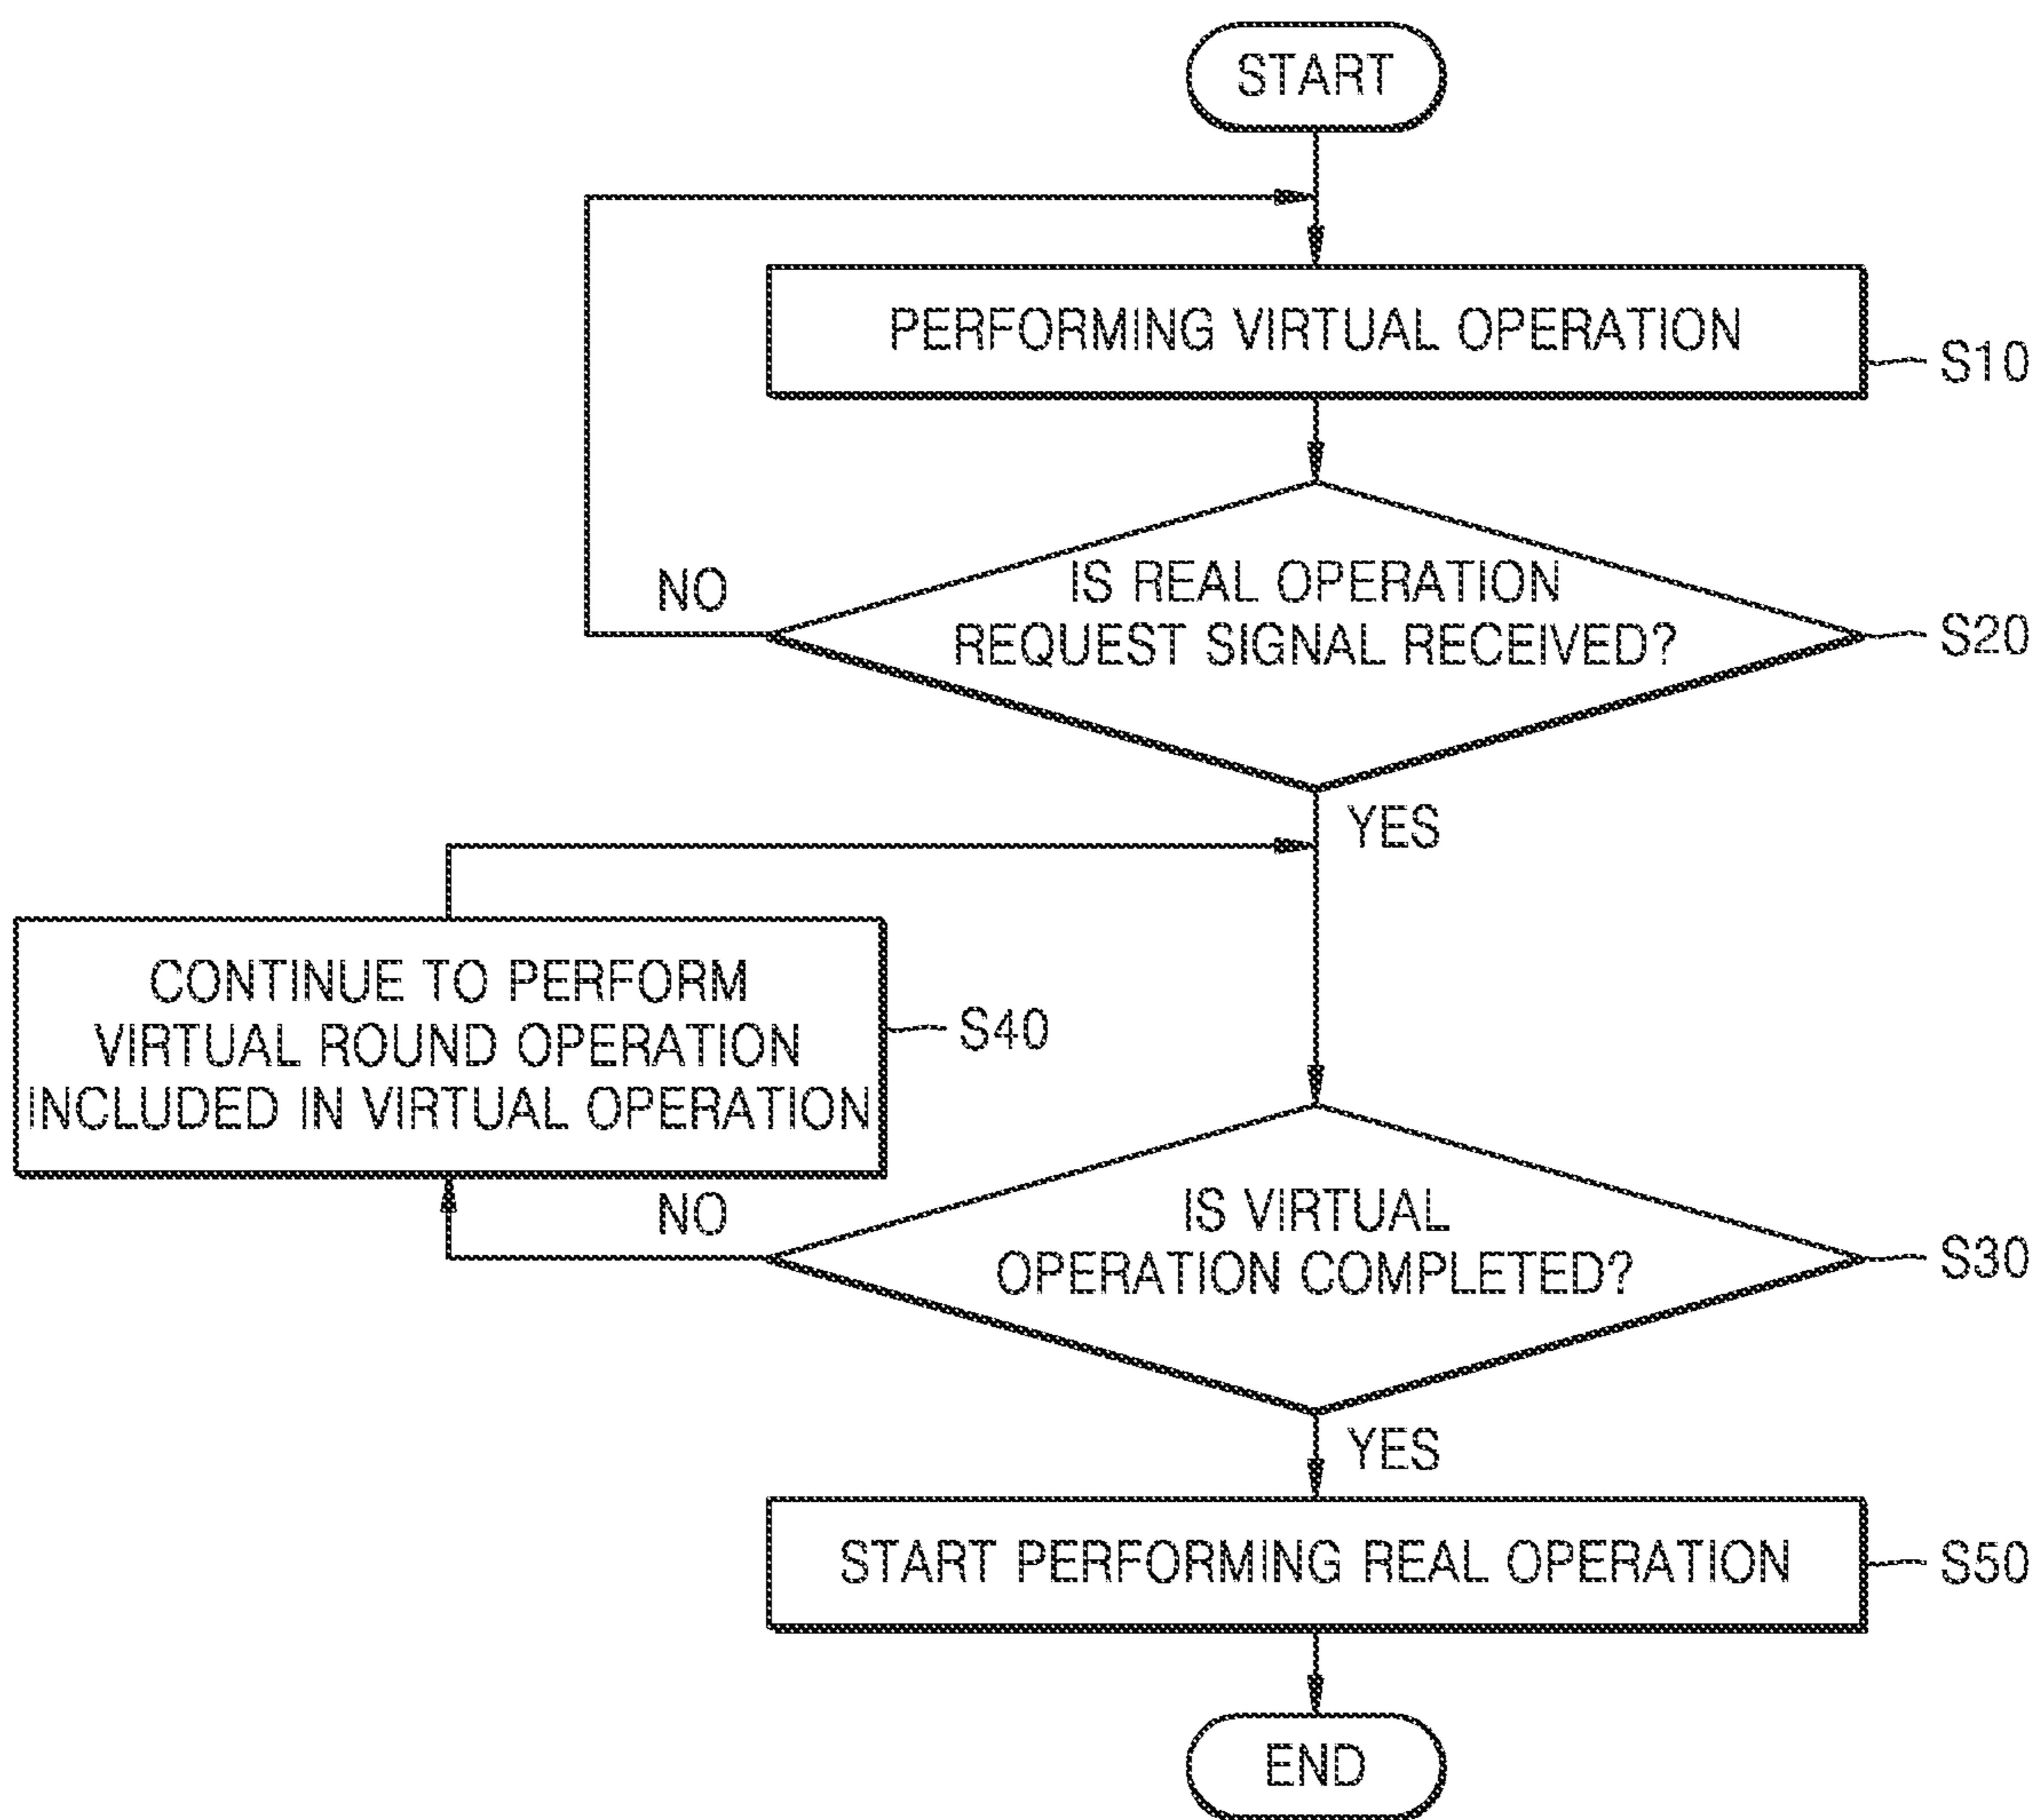 START
PERFORMING VIRTUAL OPERATION
S10
IS REAL OPERATION
REQUEST SIGNAL RECEIVED?
S20
NO
YES
CONTINUE TO PERFORM
VIRTUAL ROUND OPERATION
INCLUDED IN VIRTUAL OPERATION
S40
NO
IS VIRTUAL
OPERATION COMPLETED?
S30
YES
START PERFORMING REAL OPERATION
S50
END